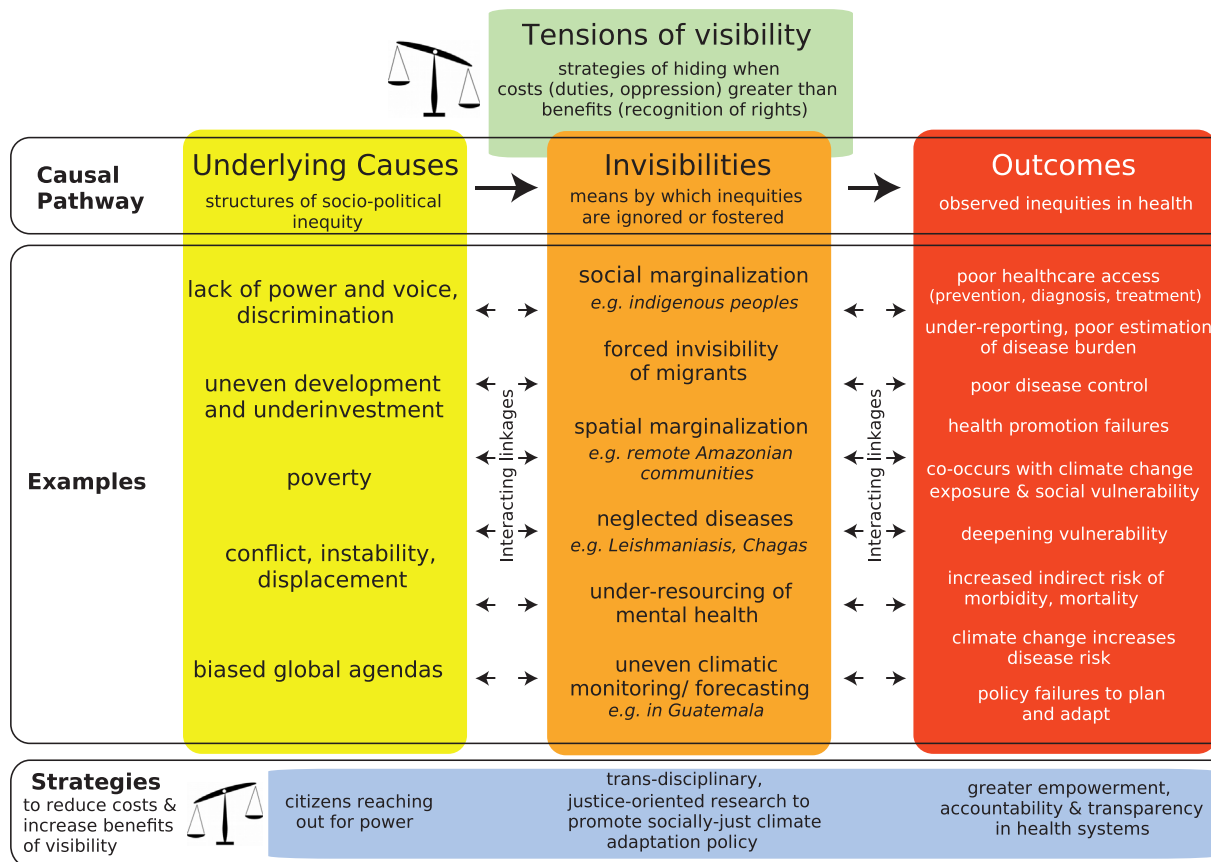 Tensions of visibility
strategies of hiding when
costs (duties, oppression) greater than
benefits (recognition of rights)
Causal
Pathway
Underlying Causes
structures of socio-political
inequity
Invisibilities
means by which inequities
are ignored or fostered
Outcomes
observed inequities in health
Examples
lack of power and voice,
discrimination
uneven development
and underinvestment
poverty
conflict, instability,
displacement
biased global agendas
Interacting linkages
social marginalization
e.g. indigenous peoples
forced invisibility
of migrants
spatial marginalization
e.g. remote Amazonian
communities
neglected diseases
e.g. Leishmaniasis, Chagas
under-resourcing of
mental health
uneven climatic
monitoring/ forecasting
e.g. in Guatemala
Interacting linkages
poor healthcare access
(prevention, diagnosis, treatment)
under-reporting, poor estimation
of disease burden
poor disease control
health promotion failures
co-occurs with climate change
exposure & social vulnerability
deepening vulnerability
increased indirect risk of
morbidity, mortality
climate change increases
disease risk
policy failures to plan
and adapt
Strategies
to reduce costs &
increase benefits
of visibility
citizens reaching
out for power
trans-disciplinary,
justice-oriented research to
promote socially-just climate
adaptation policy
greater empowerment,
accountability & transparency
in health systems